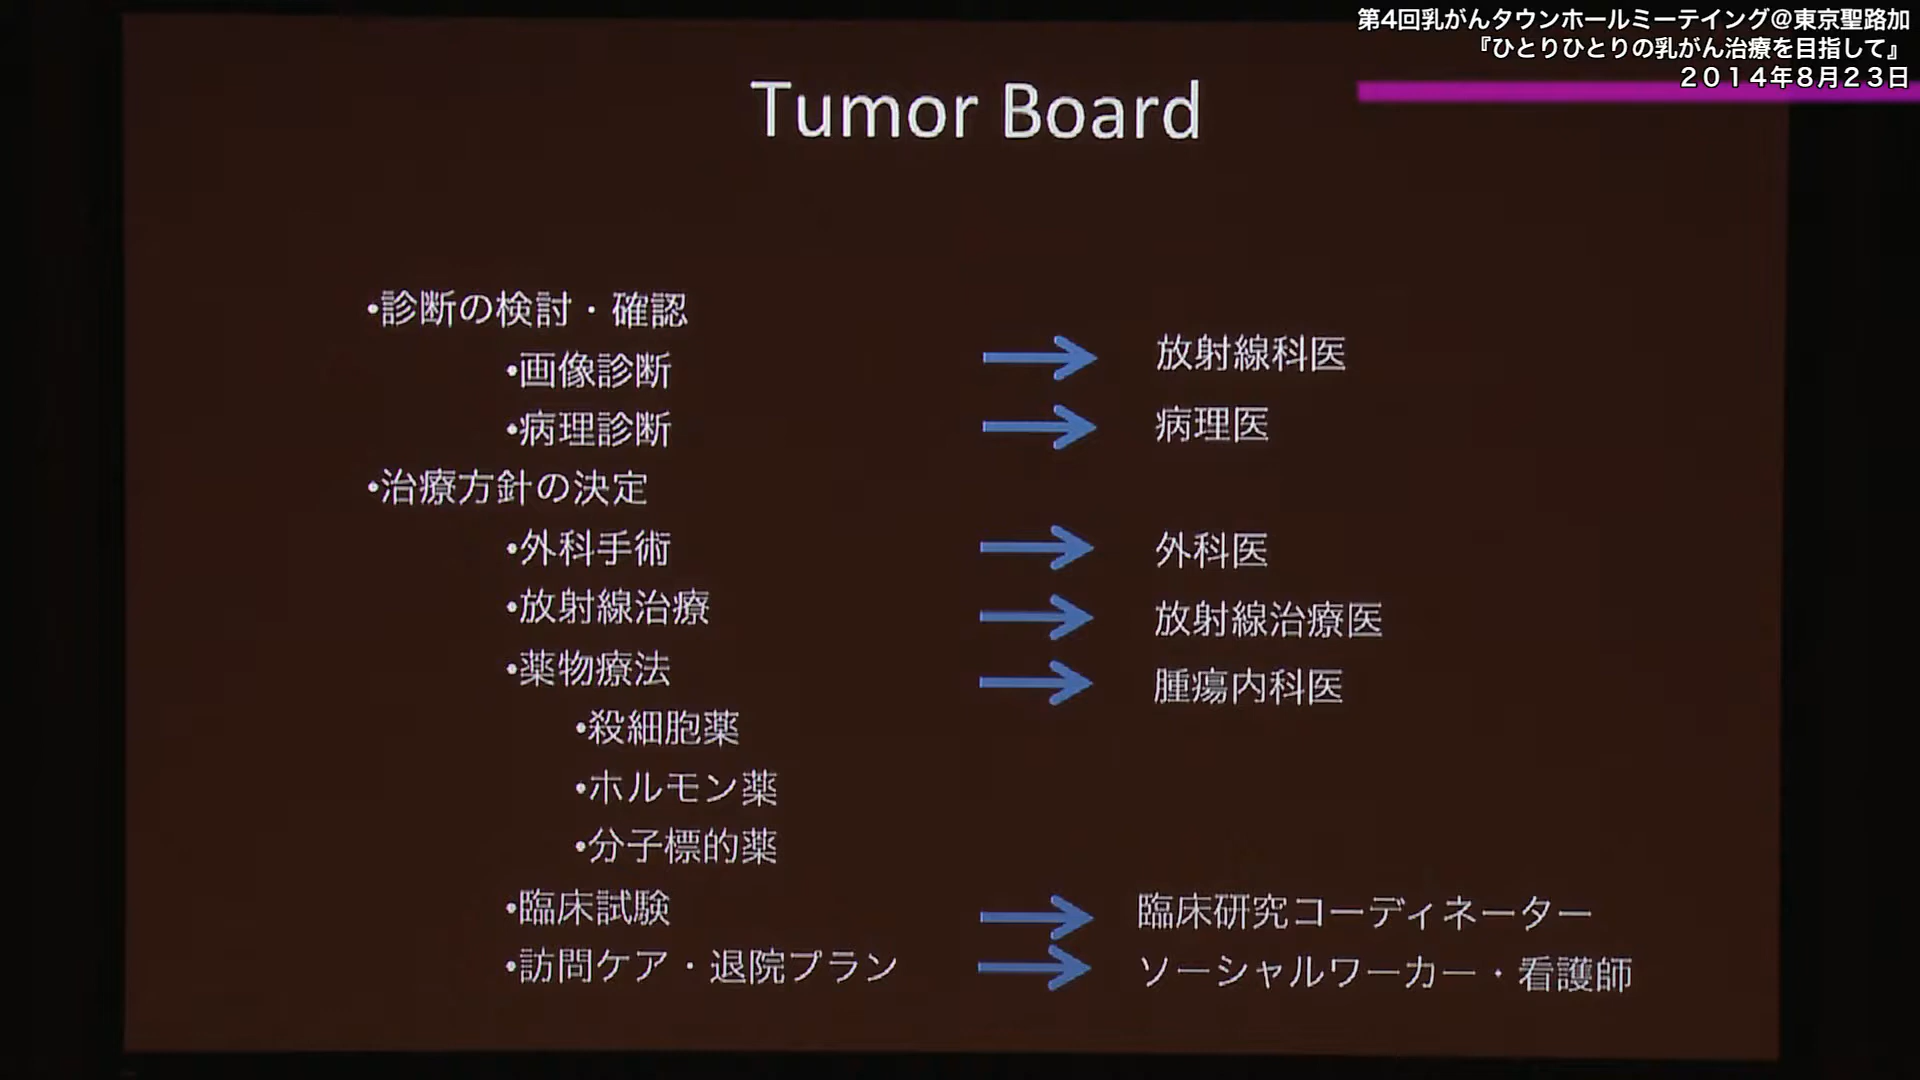 第4回乳がんタウンホールミーテイング@東京聖路加
『ひとりひとりの乳がん治療を目指して』
２０１４年８月２３日
Tumor Board
•診断の検討・確認
•画像診断 → 放射線科医
•病理診断 → 病理医
•治療方針の決定
•外科手術 → 外科医
•放射線治療 → 放射線治療医
•薬物療法 → 腫瘍内科医
•殺細胞薬
•ホルモン薬
•分子標的薬
•臨床試験 → 臨床研究コーディネーター
•訪問ケア・退院プラン → ソーシャルワーカー・看護師